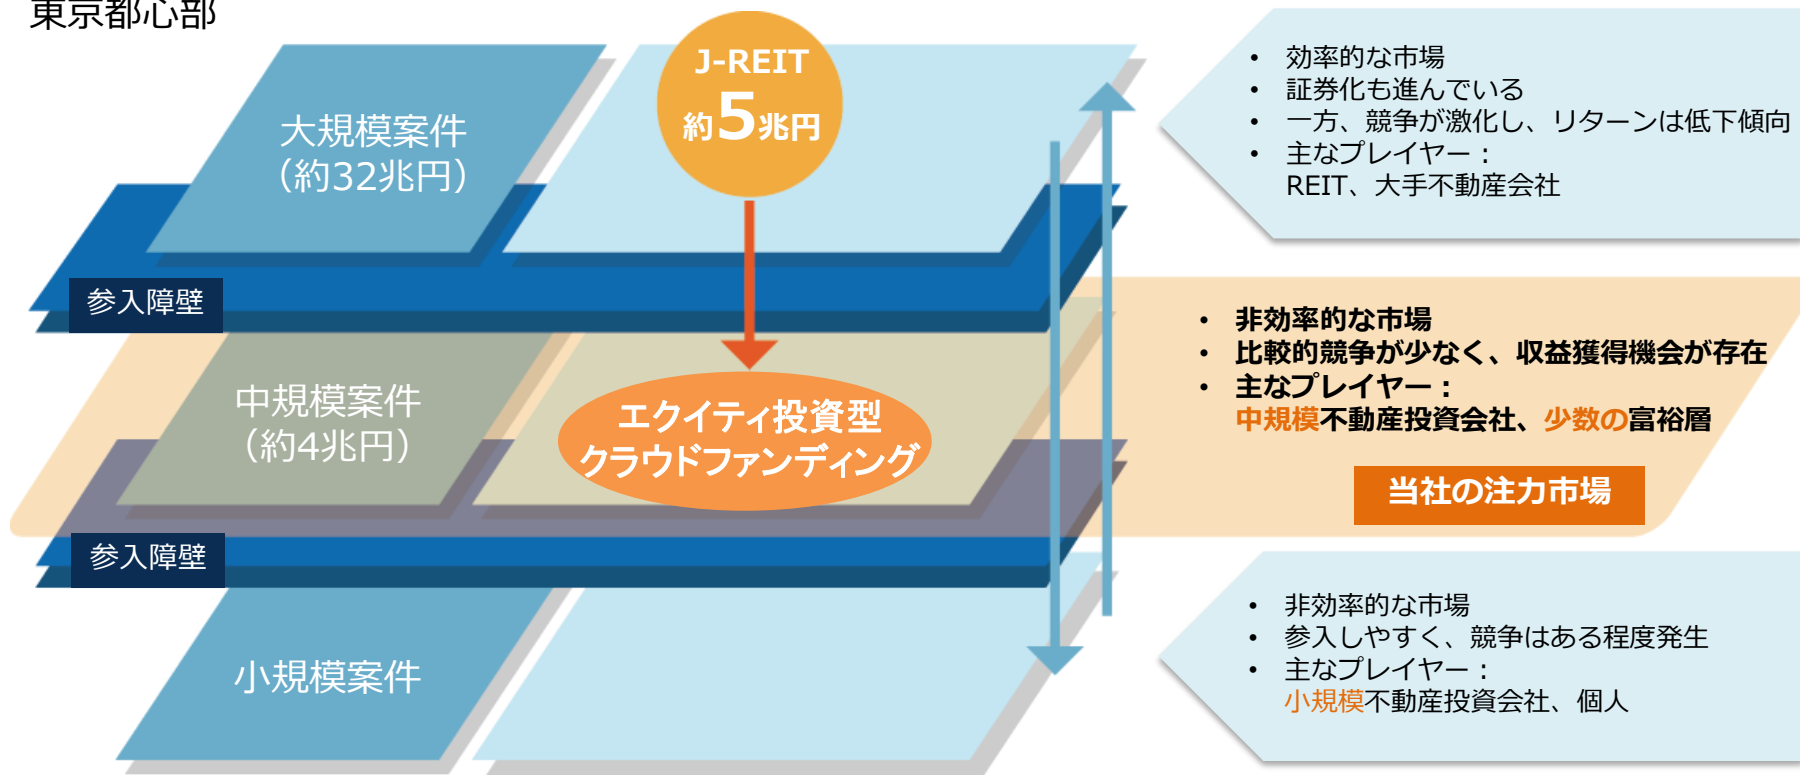 東京都心部
J-REIT
約5兆円
大規模案件
（約32兆円）
• 効率的な市場
• 証券化も進んでいる
• 一方、競争が激化し、リターンは低下傾向
• 主なプレイヤー：
REIT、大手不動産会社
参入障壁
中規模案件
（約4兆円）
エクイティ投資型
クラウドファンディング
• 非効率的な市場
• 比較的競争が少なく、収益獲得機会が存在
• 主なプレイヤー：
中規模不動産投資会社、少数の富裕層
当社の注力市場
参入障壁
小規模案件
• 非効率的な市場
• 参入しやすく、競争はある程度発生
• 主なプレイヤー：
小規模不動産投資会社、個人